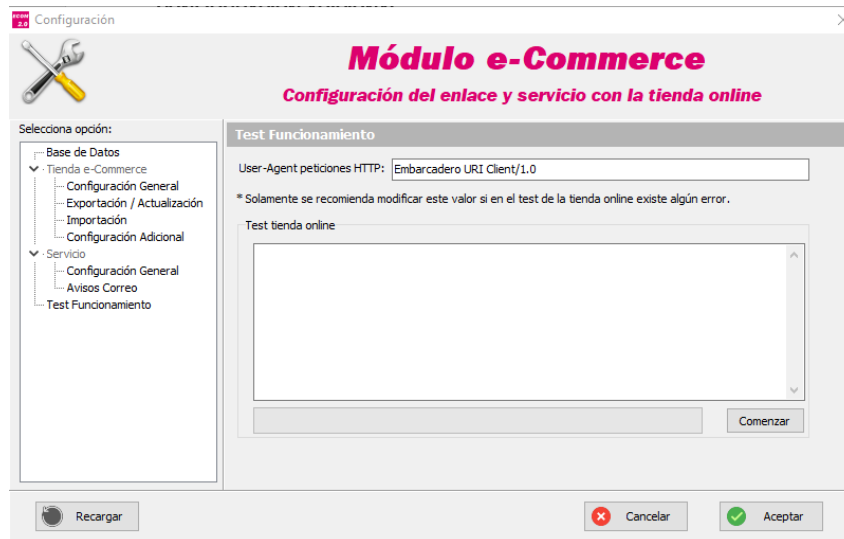 ECOM
2.0
Configuración
Módulo e-Commerce
Configuración del enlace y servicio con la tienda online
Selecciona opción:
Base de Datos
Tienda e-Commerce
Configuración General
Exportación / Actualización
Importación
Configuración Adicional
Servicio
Configuración General
Avisos Correo
Test Funcionamiento
Test Funcionamiento
User-Agent peticiones HTTP: Embarcadero URI Client/1.0
* Solamente se recomienda modificar este valor si en el test de la tienda online existe algún error.
Test tienda online
Comenzar
Recargar
Cancelar
Aceptar